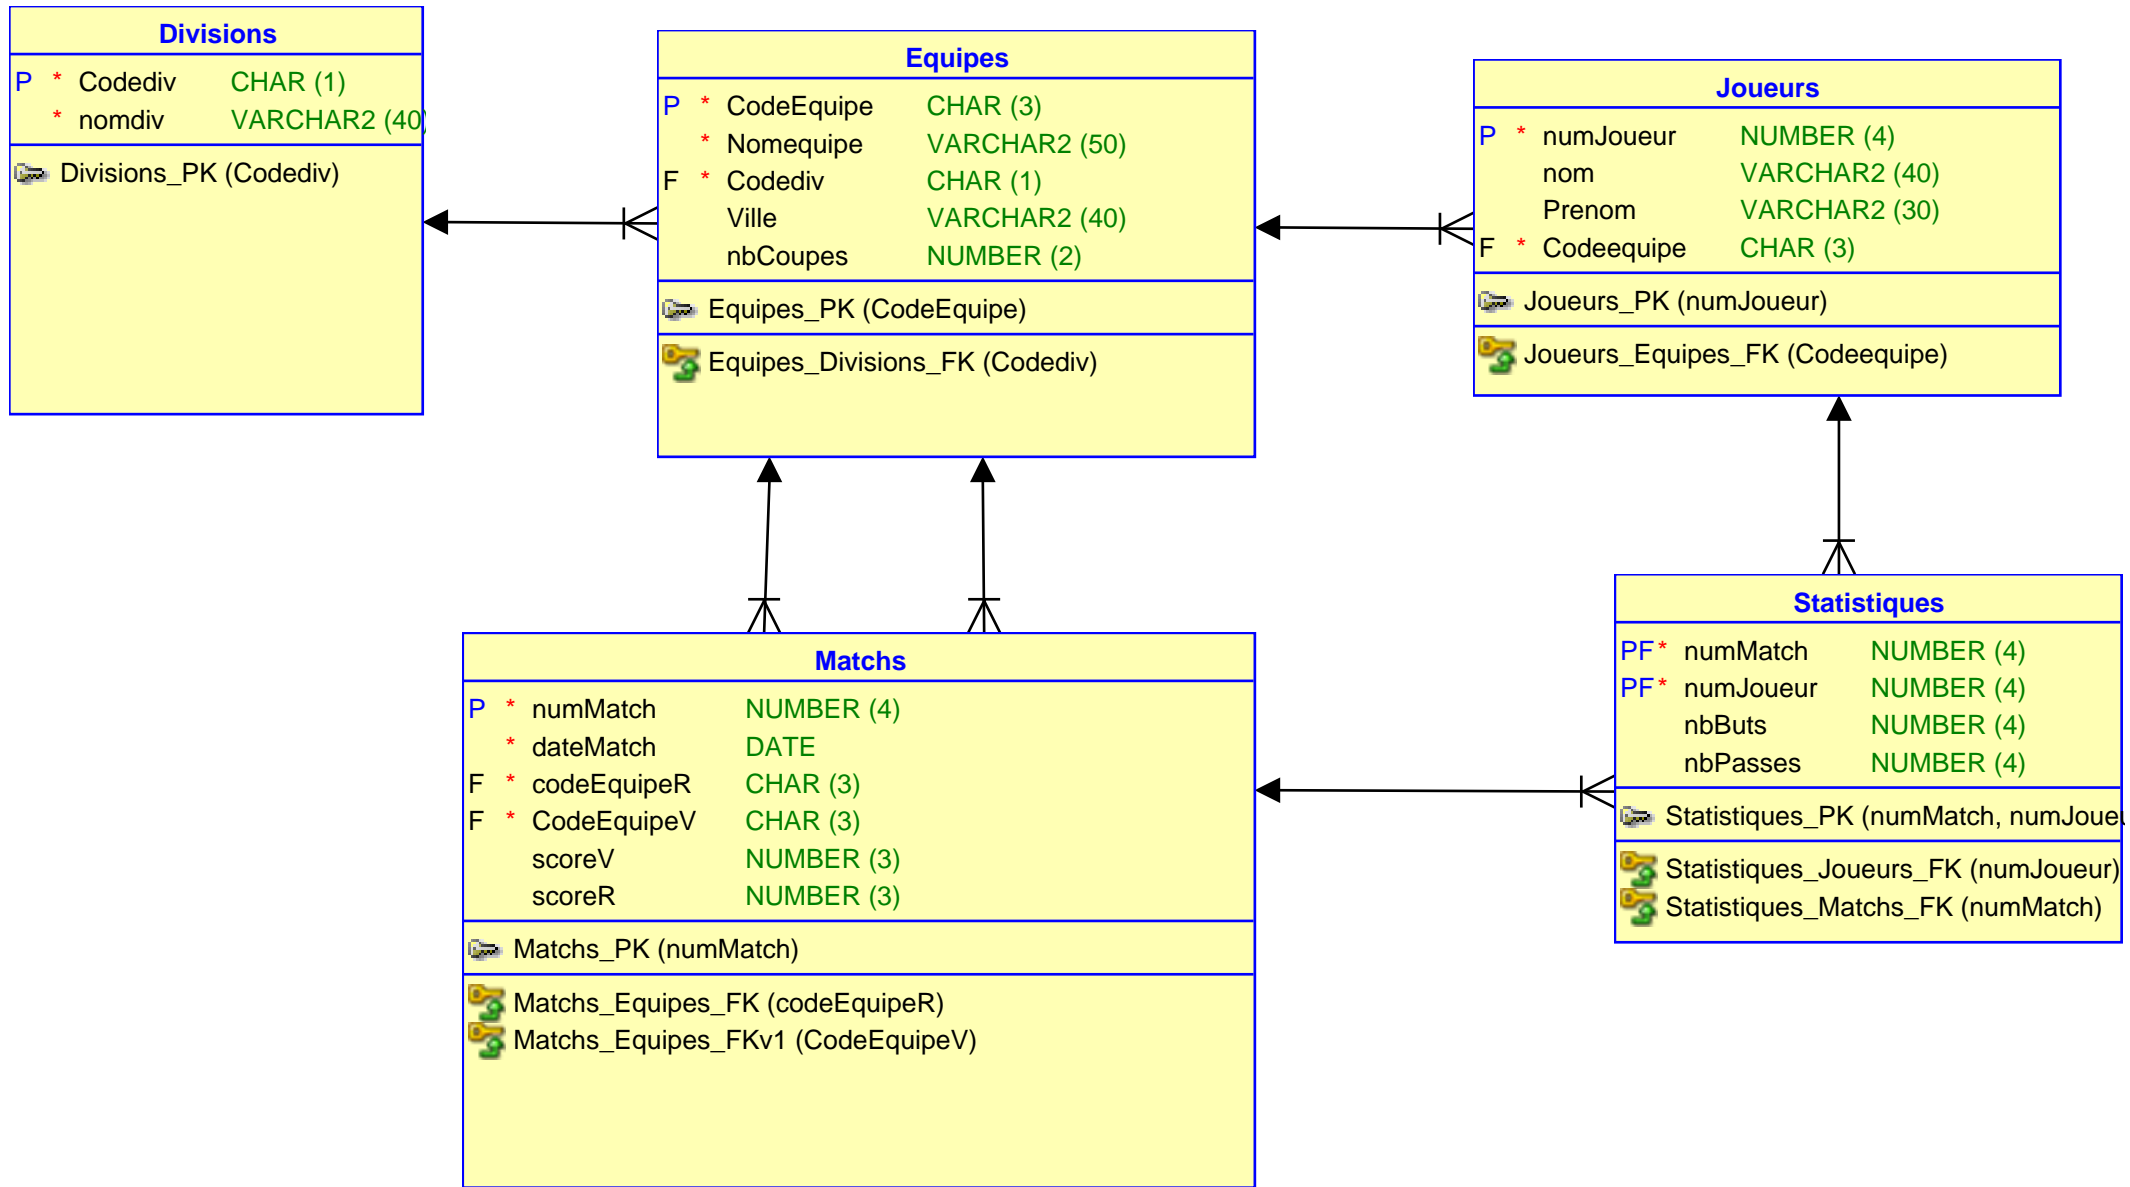 Divisions
P * Codediv CHAR (1)
* nomdiv VARCHAR2 (40)
Divisions_PK (Codediv)
Equipes
P * CodeEquipe CHAR (3)
* Nomequipe VARCHAR2 (50)
F * Codediv CHAR (1)
Ville VARCHAR2 (40)
nbCoupes NUMBER (2)
Equipes_PK (CodeEquipe)
Equipes_Divisions_FK (Codediv)
Joueurs
P * numJoueur NUMBER (4)
nom VARCHAR2 (40)
Prenom VARCHAR2 (30)
F * Codeequipe CHAR (3)
Joueurs_PK (numJoueur)
Joueurs_Equipes_FK (Codeequipe)
Matchs
P * numMatch NUMBER (4)
* dateMatch DATE
F * codeEquipeR CHAR (3)
F * CodeEquipeV CHAR (3)
scoreV NUMBER (3)
scoreR NUMBER (3)
Matchs_PK (numMatch)
Matchs_Equipes_FK (codeEquipeR)
Matchs_Equipes_FKv1 (CodeEquipeV)
Statistiques
PF * numMatch NUMBER (4)
PF * numJoueur NUMBER (4)
nbButs NUMBER (4)
nbPasses NUMBER (4)
Statistiques_PK (numMatch, numJoueu
Statistiques_Joueurs_FK (numJoueur)
Statistiques_Matchs_FK (numMatch)